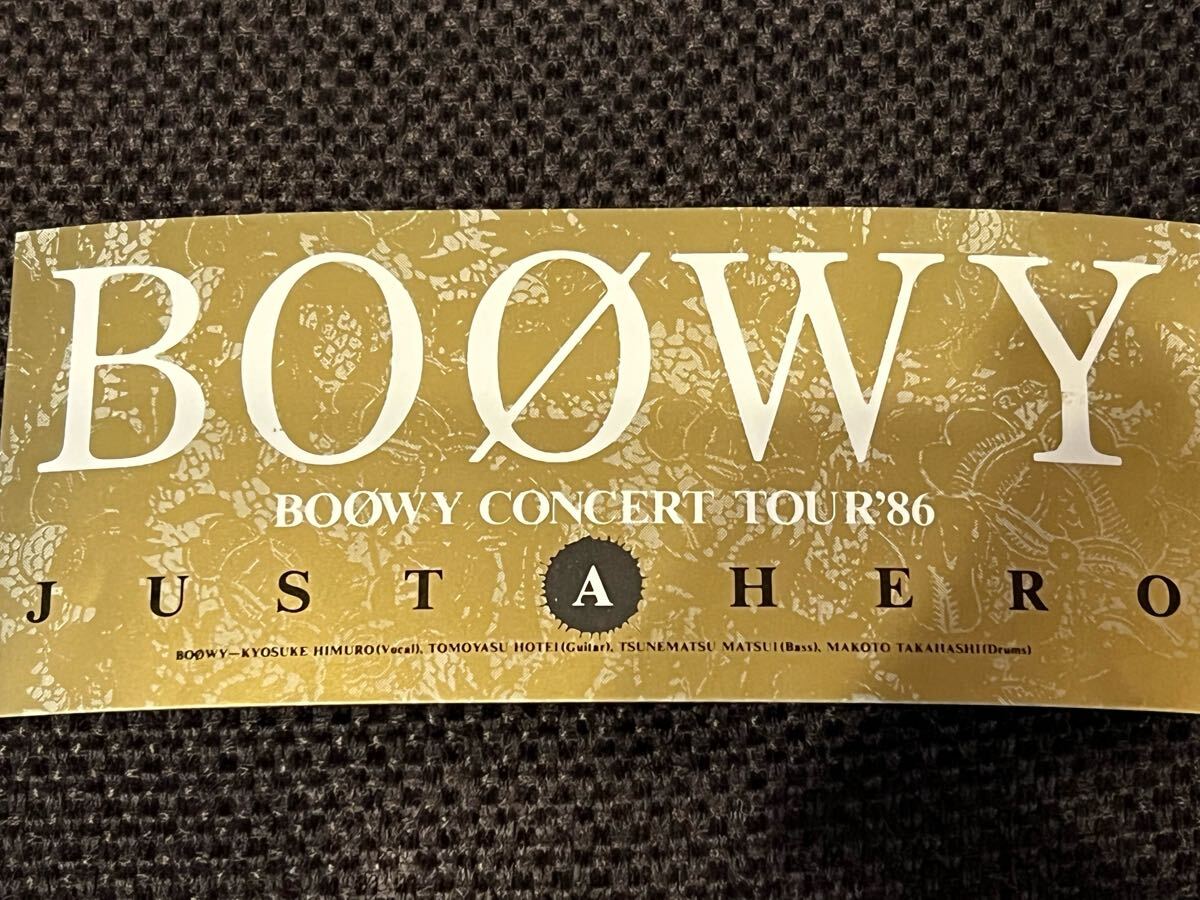 BOØWY
BOØWY CONCERT TOUR'86
JUST A HERO
BOØWY—KYOSUKE HIMURO(Vocal), TOMOYASU HOTEI(Guitar), TSUNEMATSU MATSUI(Bass), MAKOTO TAKAHASHI(Drums)